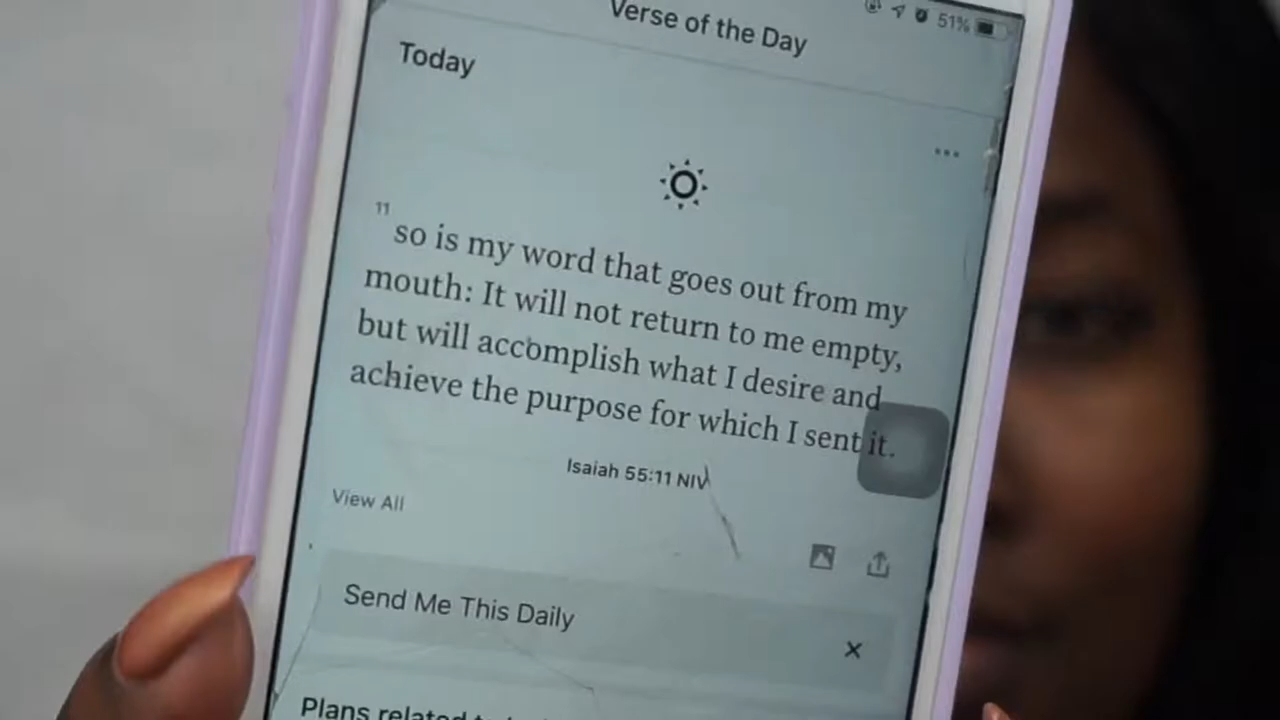 51%
Verse of the Day
Today
11
so is my word that goes out from my
mouth: It will not return to me empty,
but will accomplish what I desire and
achieve the purpose for which I sent it.
Isaiah 55:11 NIV
View All
Send Me This Daily
Plans related